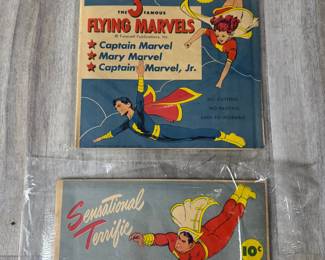 THE 3 FAMOUS
FLYING MARVELS
© Fawcett Publications, Inc.
★ Captain Marvel
★ Mary Marvel
★ Captain Marvel, Jr.
NO CUTTING
NO PASTING
EASY TO ASSEMBLE
Sensational
Terrific
10¢